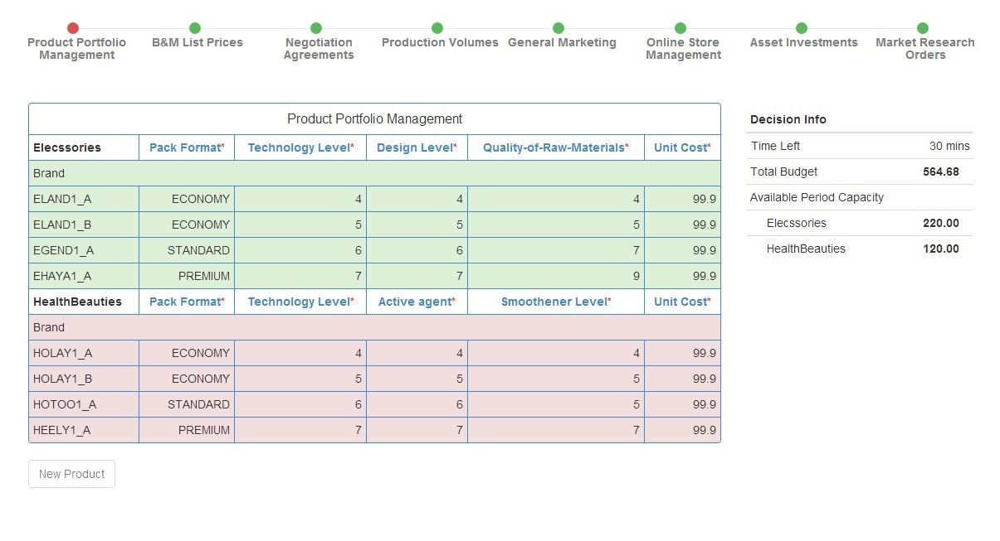 Product Portfolio Management
B&M List Prices
Negotiation Agreements
Production Volumes
General Marketing
Online Store Management
Asset Investments
Market Research Orders
Product Portfolio Management
Elecssories Pack Format* Technology Level* Design Level* Quality-of-Raw-Materials* Unit Cost*
Brand
ELAND1_A ECONOMY 4 4 4 99.9
ELAND1_B ECONOMY 5 5 5 99.9
EGEND1_A STANDARD 6 6 7 99.9
EHAYA1_A PREMIUM 7 7 9 99.9
HealthBeauties Pack Format* Technology Level* Active agent* Smoothener Level* Unit Cost*
Brand
HOLAY1_A ECONOMY 4 4 4 99.9
HOLAY1_B ECONOMY 5 5 5 99.9
HOTOO1_A STANDARD 6 6 5 99.9
HEELY1_A PREMIUM 7 7 7 99.9
New Product
Decision Info
Time Left 30 mins
Total Budget 564.68
Available Period Capacity
Elecssories 220.00
HealthBeauties 120.00